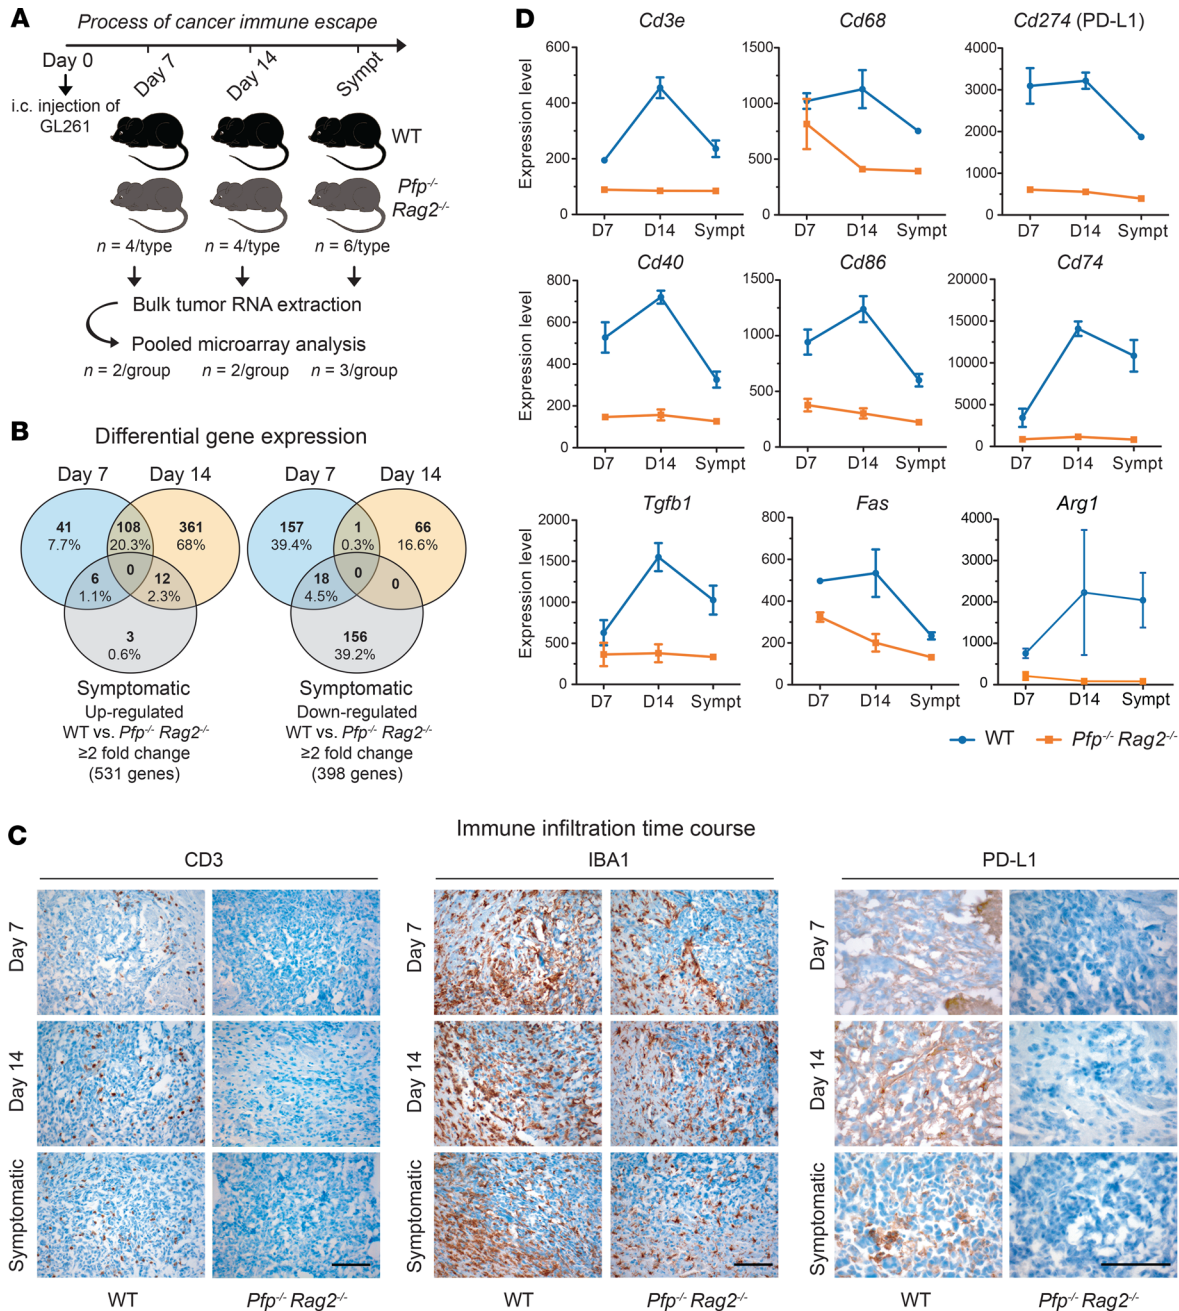 A
Process of cancer immune escape
Day 0
Day 7
Day 14
Sympt
i.c. injection of
GL261
WT
Pfp-/-
Rag2-/-
n = 4/type
n = 4/type
n = 6/type
Bulk tumor RNA extraction
Pooled microarray analysis
n = 2/group
n = 2/group
n = 3/group
B
Differential gene expression
Day 7
Day 14
41
7.7%
108
20.3%
361
68%
0
6
1.1%
12
2.3%
3
0.6%
Symptomatic
Up-regulated
WT vs. Pfp-/- Rag2-/-
≥2 fold change
(531 genes)
Day 7
Day 14
157
39.4%
1
0.3%
66
16.6%
18
4.5%
0
0
156
39.2%
Symptomatic
Down-regulated
WT vs. Pfp-/- Rag2-/-
≥2 fold change
(398 genes)
D
Cd3e
Expression level
600
400
200
0
D7
D14
Sympt
Cd68
1500
1000
500
0
D7
D14
Sympt
Cd274 (PD-L1)
4000
3000
2000
1000
0
D7
D14
Sympt
Cd40
Expression level
800
600
400
200
0
D7
D14
Sympt
Cd86
1500
1000
500
0
D7
D14
Sympt
Cd74
20000
15000
10000
5000
0
D7
D14
Sympt
Tgfb1
Expression level
2000
1500
1000
500
0
D7
D14
Sympt
Fas
800
600
400
200
0
D7
D14
Sympt
Arg1
4000
3000
2000
1000
0
D7
D14
Sympt
WT
Pfp-/- Rag2-/-
C
Immune infiltration time course
CD3
IBA1
PD-L1
Day 7
Day 7
Day 7
Day 14
Day 14
Day 14
Symptomatic
Symptomatic
Symptomatic
WT
Pfp-/- Rag2-/-
WT
Pfp-/- Rag2-/-
WT
Pfp-/- Rag2-/-